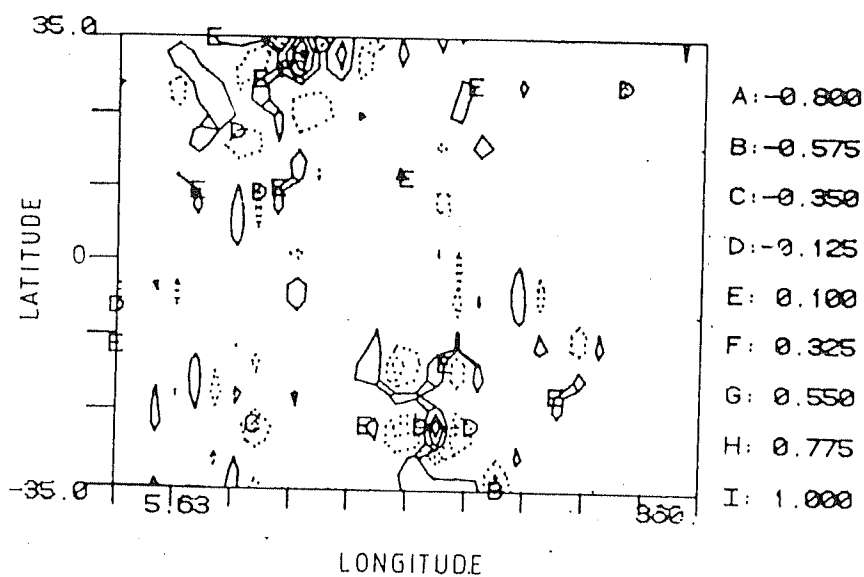 35.0
LATITUDE
0
-35.0
5.63
360.
LONGITUDE
A:-0.800
B:-0.575
C:-0.350
D:-0.125
E: 0.100
F: 0.325
G: 0.550
H: 0.775
I: 1.000
E
E
E
D
D
E
E
D
E
E
D
E
E
E
E
D
D
B